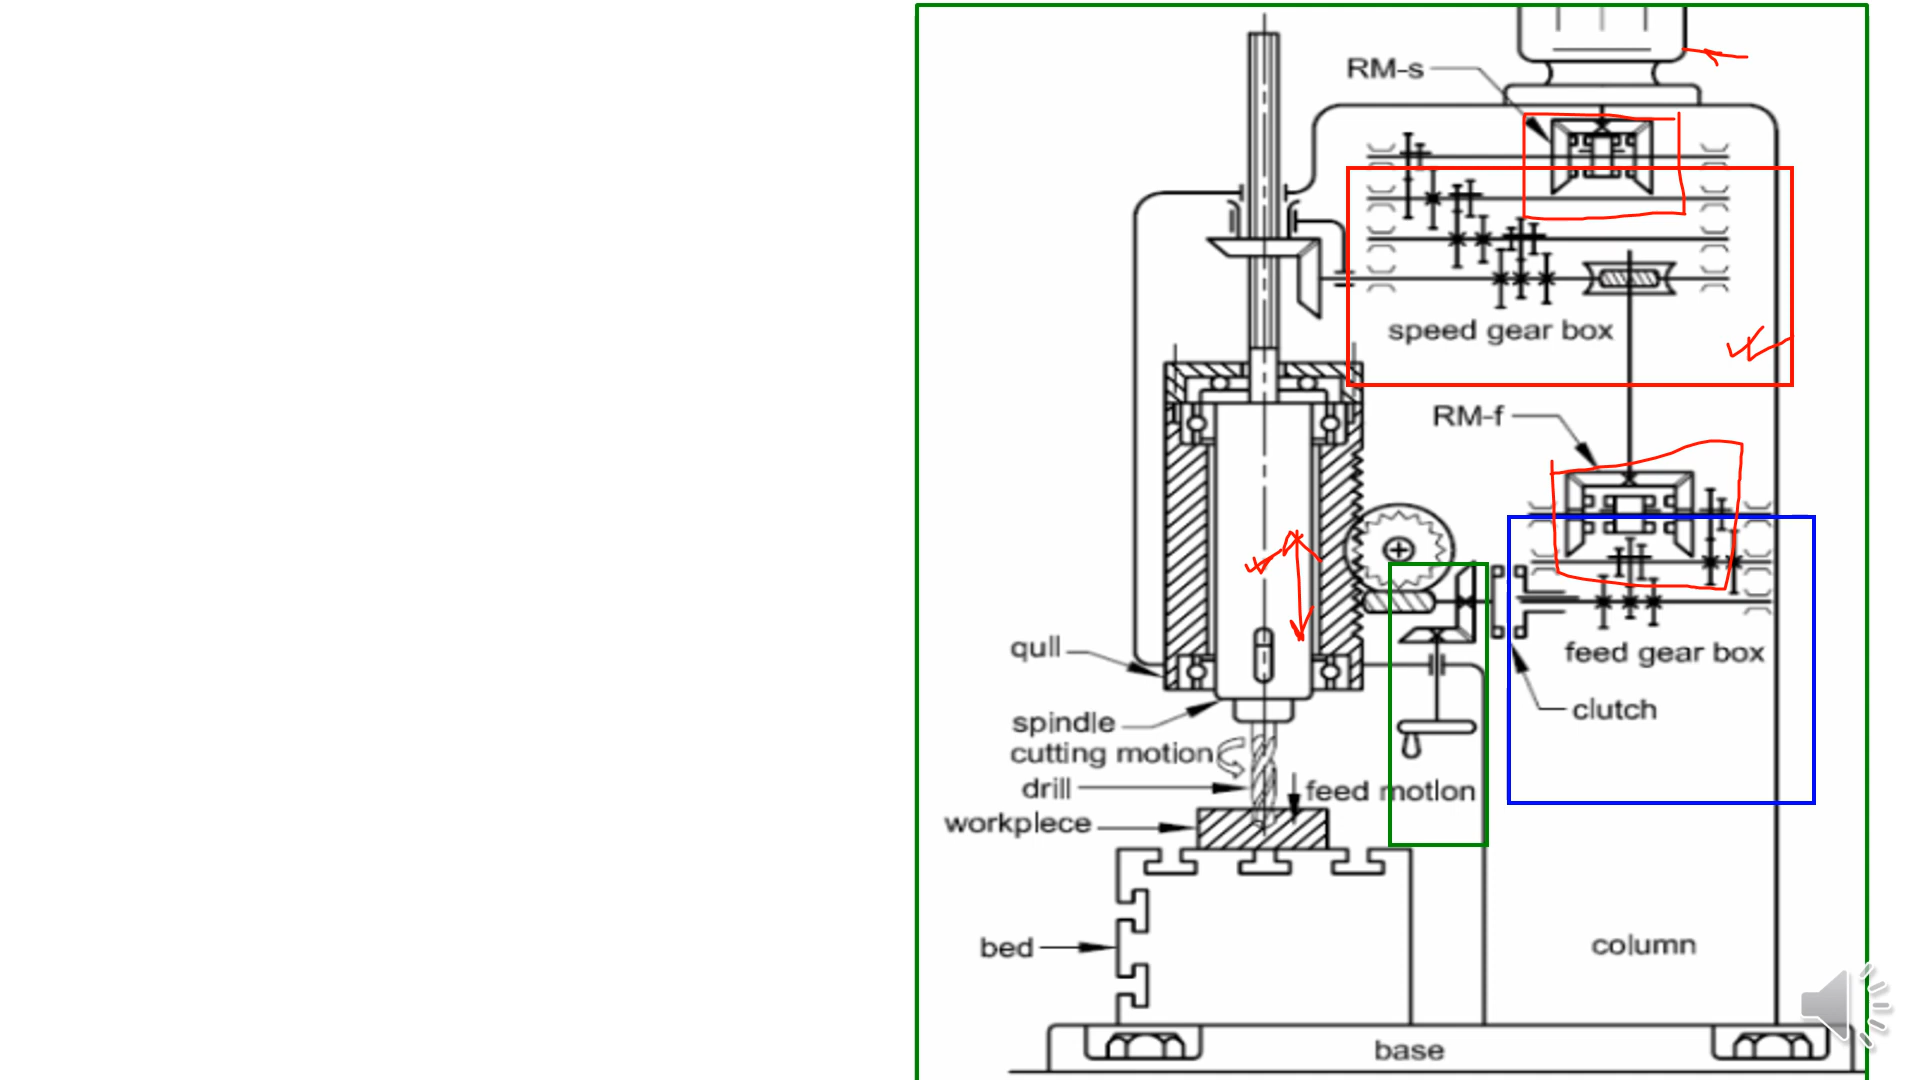 RM-s
speed gear box
RM-f
qull
feed gear box
clutch
spindle
cutting motion
drill
feed motion
workpiece
bed
column
base